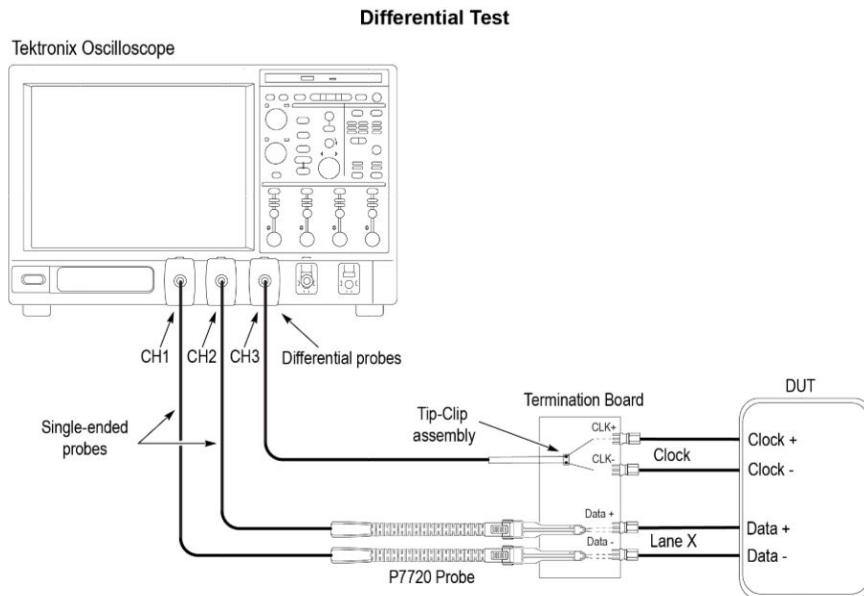 Differential Test
Tektronix Oscilloscope
CH1
CH2
CH3
Differential probes
Single-ended
probes
Tip-Clip
assembly
Termination Board
DUT
CLK+
CLK-
Clock
Clock +
Clock -
Data +
Data -
Lane X
Data +
Data -
P7720 Probe